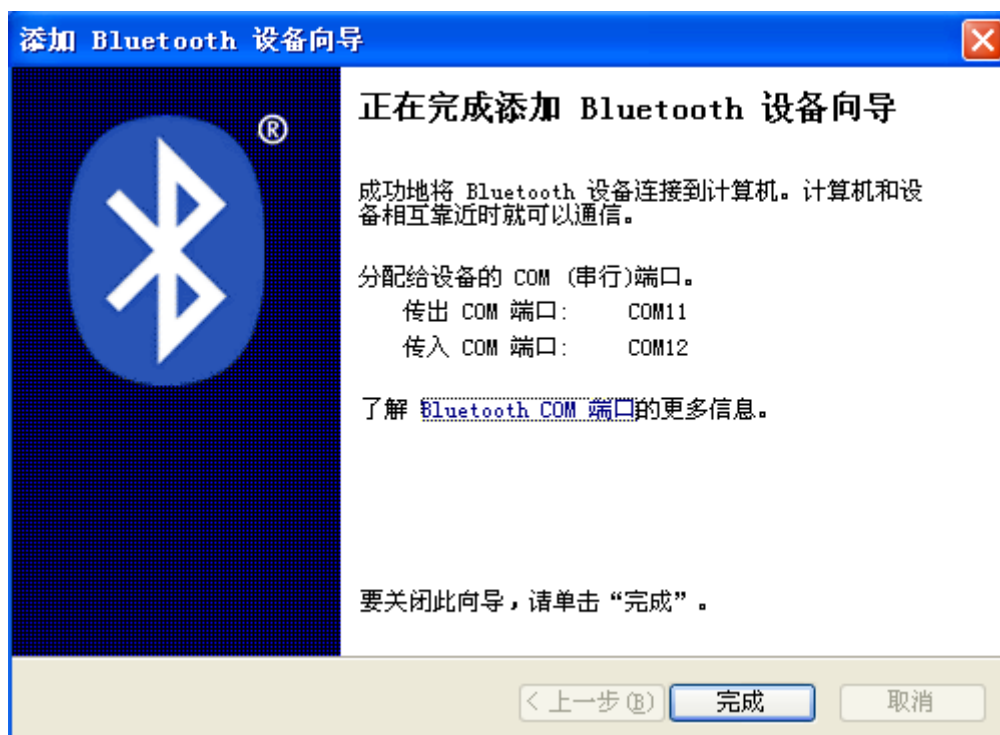 添加 Bluetooth 设备向导
®
正在完成添加 Bluetooth 设备向导
成功地将 Bluetooth 设备连接到计算机。计算机和设
备相互靠近时就可以通信。
分配给设备的 COM (串行)端口。
传出 COM 端口: COM11
传入 COM 端口: COM12
了解 Bluetooth COM 端口的更多信息。
要关闭此向导，请单击“完成”。
< 上一步(B) 完成 取消